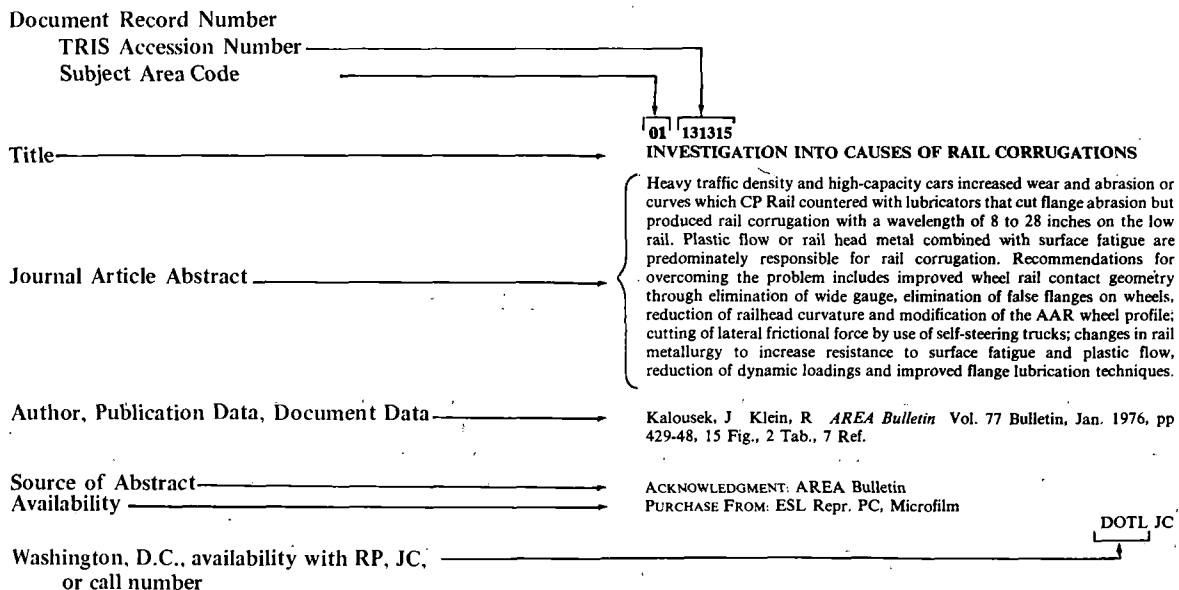 Document Record Number
TRIS Accession Number
Subject Area Code
01 131315
Title
INVESTIGATION INTO CAUSES OF RAIL CORRUGATIONS
Heavy traffic density and high-capacity cars increased wear and abrasion or
curves which CP Rail countered with lubricators that cut flange abrasion but
produced rail corrugation with a wavelength of 8 to 28 inches on the low
rail. Plastic flow or rail head metal combined with surface fatigue are
predominately responsible for rail corrugation. Recommendations for
overcoming the problem includes improved wheel rail contact geometry
through elimination of wide gauge, elimination of false flanges on wheels,
reduction of railhead curvature and modification of the AAR wheel profile;
cutting of lateral frictional force by use of self-steering trucks; changes in rail
metallurgy to increase resistance to surface fatigue and plastic flow,
reduction of dynamic loadings and improved flange lubrication techniques.
Journal Article Abstract
Author, Publication Data, Document Data
Kalousek, J Klein, R AREA Bulletin Vol. 77 Bulletin, Jan. 1976, pp
429-48, 15 Fig., 2 Tab., 7 Ref.
Source of Abstract
ACKNOWLEDGMENT: AREA Bulletin
Availability
PURCHASE FROM: ESL Repr. PC, Microfilm
DOTL JC
Washington, D.C., availability with RP, JC,
or call number